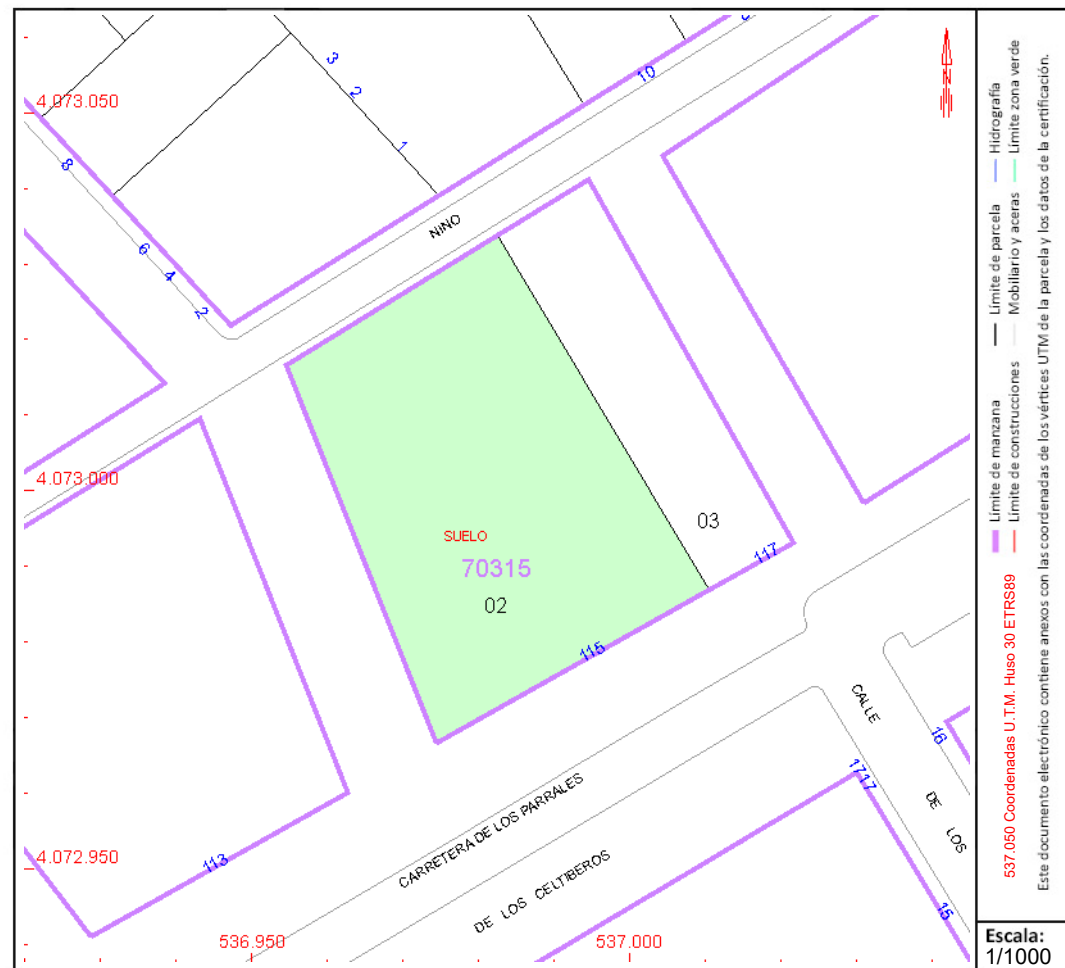 4.073.050
4.073.000
4.072.950
536.950
537.000
3
2
1
10
8
6
4
2
NINO
SUELO
70315
02
03
117
115
113
CARRETERA DE LOS PARRALES
DE LOS CELTIBEROS
CALLE
DE LOS
16
1717
15
N
Límite de manzana
Límite de parcela
Hidrografía
Límite de construcciones
Mobiliario y aceras
Límite zona verde
537.050 Coordenadas U.T.M. Huso 30 ETRS89
Este documento electrónico contiene anexos con las coordenadas de los vértices UTM de la parcela y los datos de la certificación.
Escala:
1/1000